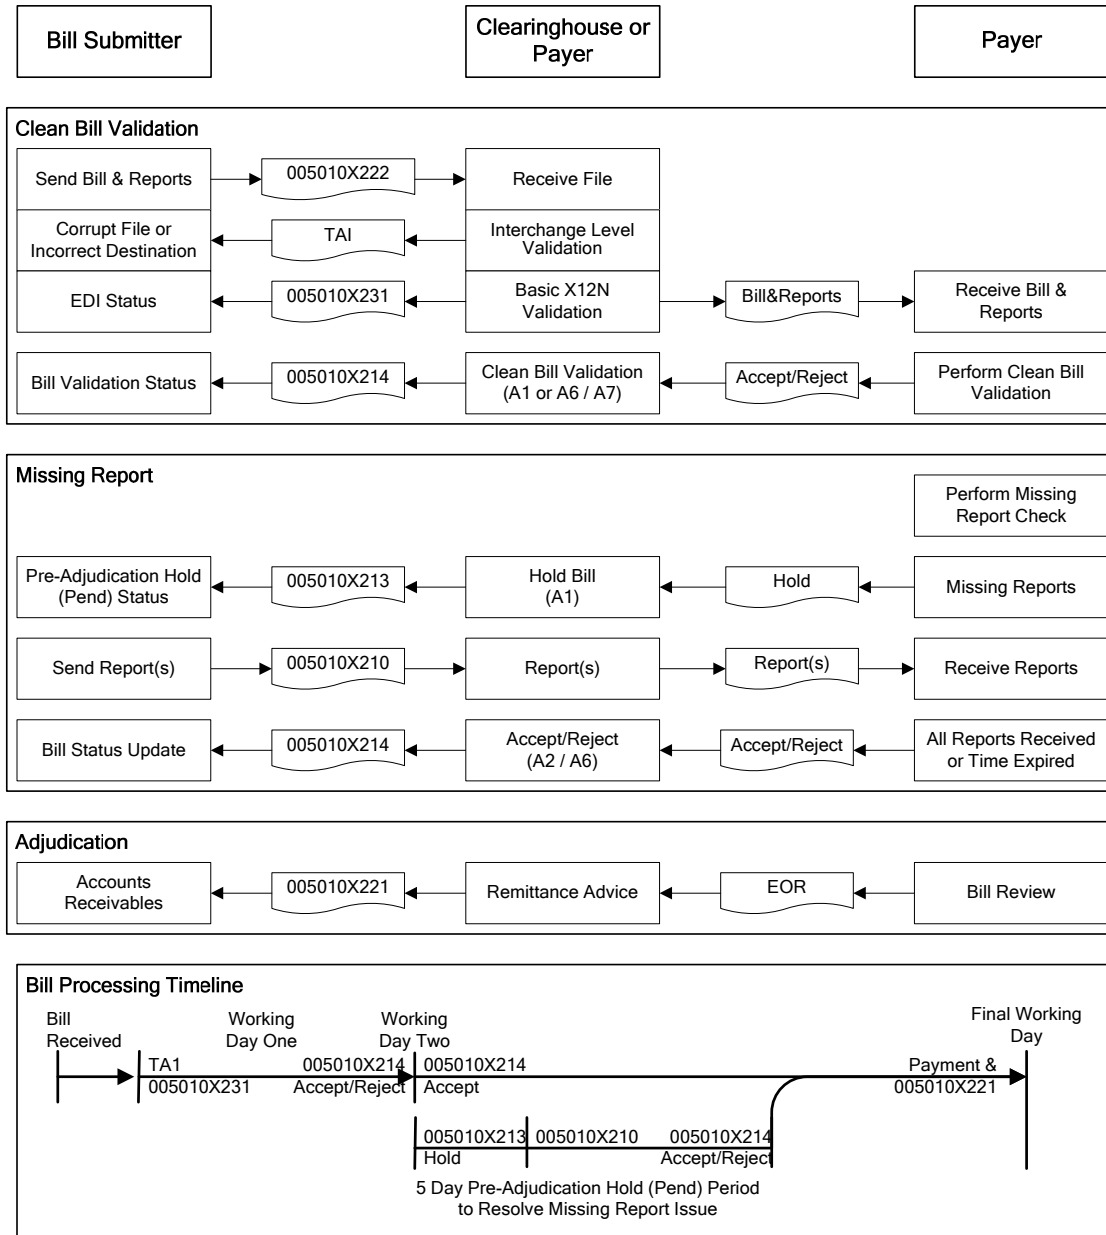 Bill Submitter
Clearinghouse or
Payer
Payer
Clean Bill Validation
Send Bill & Reports
005010X222
Receive File
Corrupt File or
Incorrect Destination
TAI
Interchange Level
Validation
EDI Status
005010X231
Basic X12N
Validation
Bill&Reports
Receive Bill &
Reports
Bill Validation Status
005010X214
Clean Bill Validation
(A1 or A6 / A7)
Accept/Reject
Perform Clean Bill
Validation
Missing Report
Perform Missing
Report Check
Pre-Adjudication Hold
(Pend) Status
005010X213
Hold Bill
(A1)
Hold
Missing Reports
Send Report(s)
005010X210
Report(s)
Report(s)
Receive Reports
Bill Status Update
005010X214
Accept/Reject
(A2 / A6)
Accept/Reject
All Reports Received
or Time Expired
Adjudication
Accounts
Receivables
005010X221
Remittance Advice
EOR
Bill Review
Bill Processing Timeline
Bill
Received
Working
Day One
Working
Day Two
Final Working
Day
TA1
005010X231
005010X214
Accept/Reject
005010X214
Accept
Payment &
005010X221
005010X213
Hold
005010X210
005010X214
Accept/Reject
5 Day Pre-Adjudication Hold (Pend) Period
to Resolve Missing Report Issue